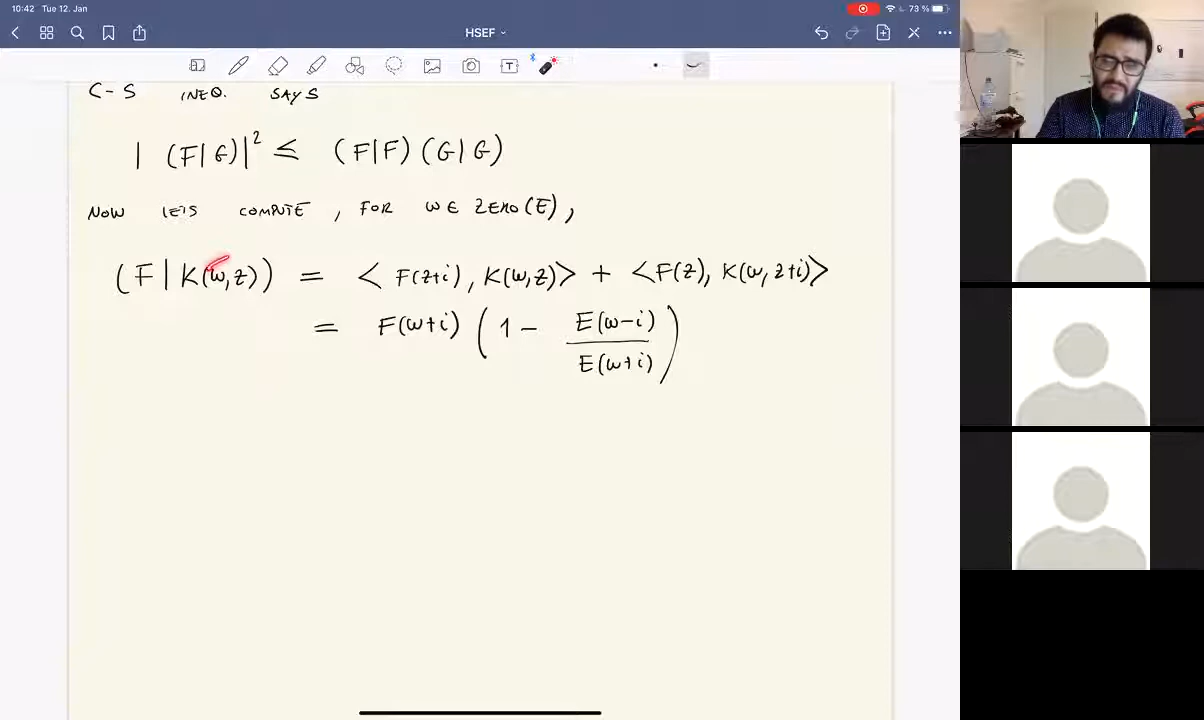 10:42 Tue 12. Jan
73 %
HSEF
T
C-S INEQ. SAYS
| (F|G)|² ≤ (F|F) (G|G)
NOW LETS COMPUTE, FOR ω ∈ ZERO(E),
(F | K(ω,z)) = < F(z+i), K(ω,z)> + <F(z), K(ω, z+i)>
= F(ω+i) (1 - E(ω-i) / E(ω+i))